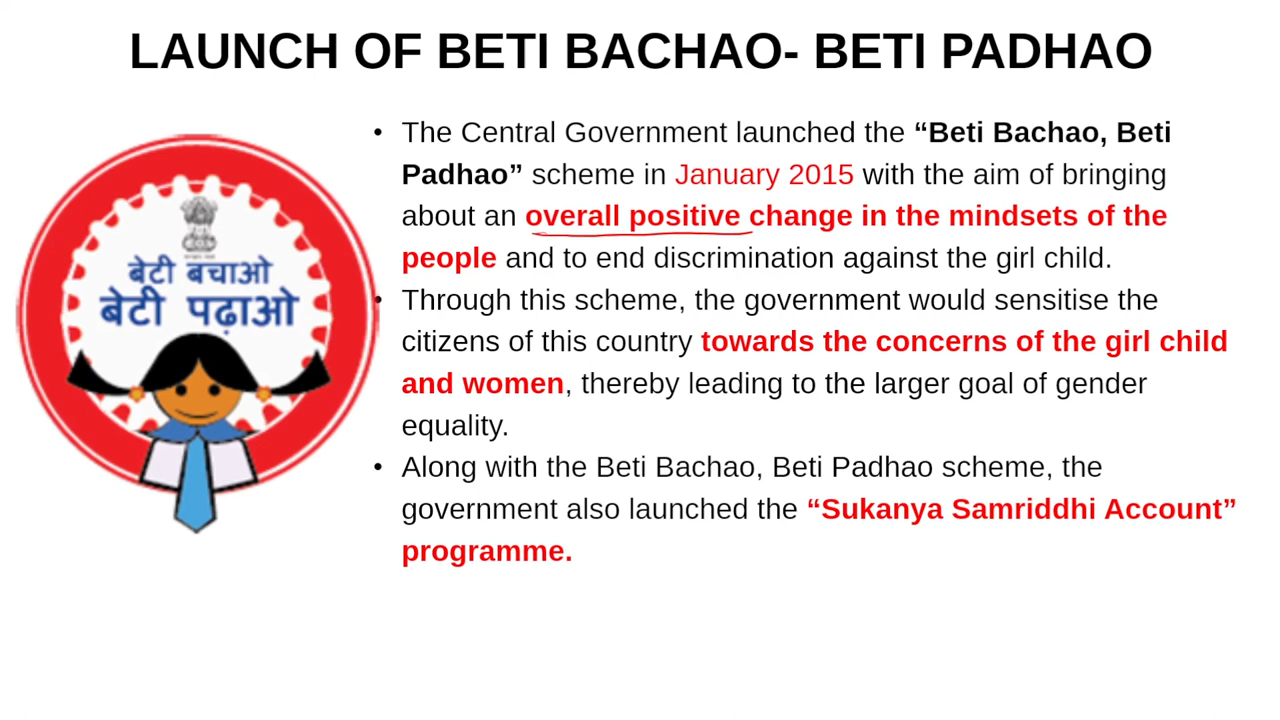 LAUNCH OF BETI BACHAO- BETI PADHAO
बेटी बचाओ
बेटी पढ़ाओ
• The Central Government launched the “Beti Bachao, Beti
Padhao” scheme in January 2015 with the aim of bringing
about an overall positive change in the mindsets of the
people and to end discrimination against the girl child.
• Through this scheme, the government would sensitise the
citizens of this country towards the concerns of the girl child
and women, thereby leading to the larger goal of gender
equality.
• Along with the Beti Bachao, Beti Padhao scheme, the
government also launched the “Sukanya Samriddhi Account”
programme.